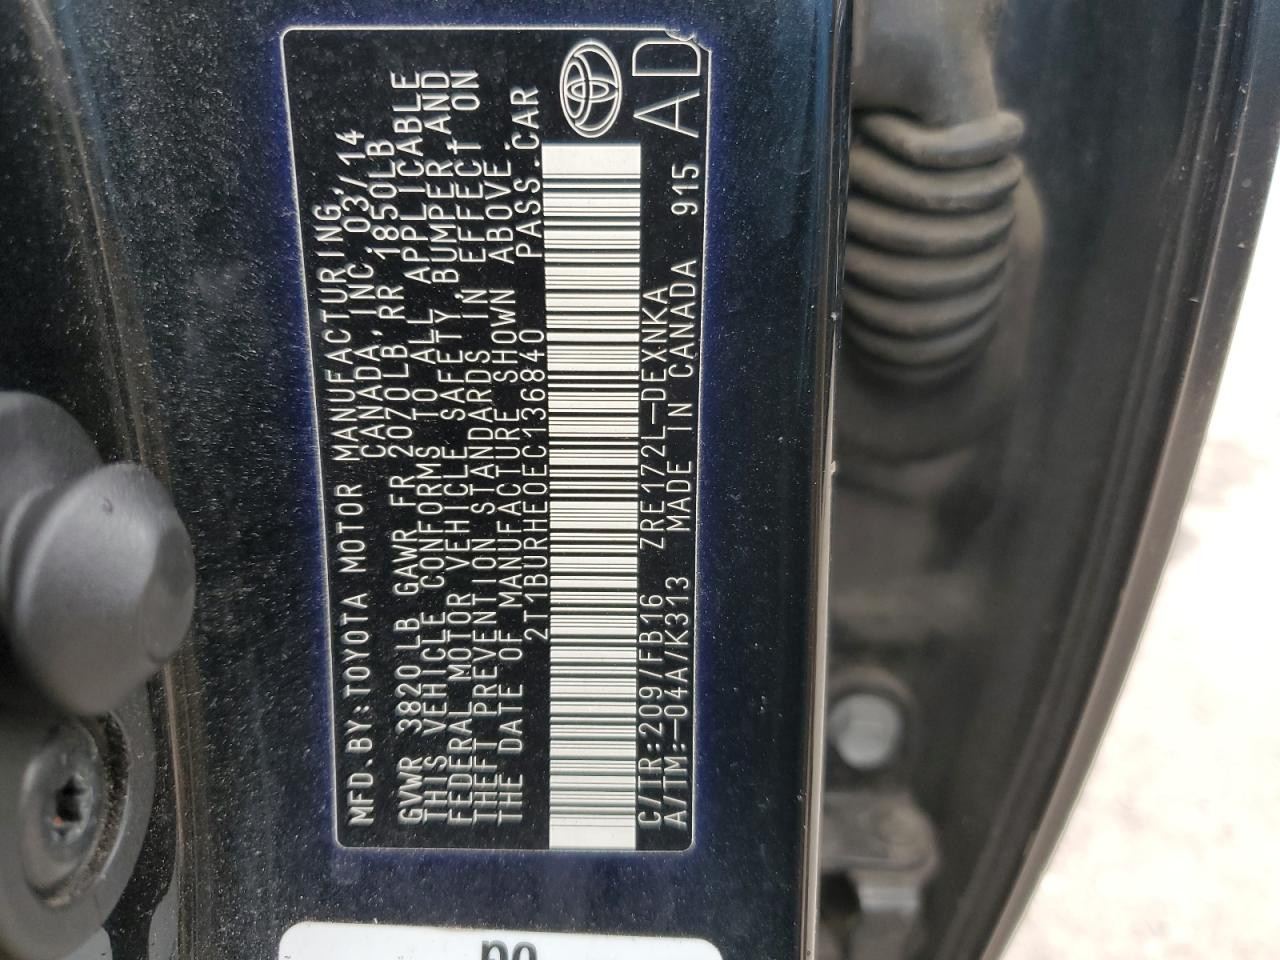 MFD.BY:TOYOTA MOTOR MANUFACTURING,
CANADA, INC. 03/14
GVWR 3820 LB GAWR FR 2070LB, RR 1850LB
THIS VEHICLE CONFORMS TO ALL APPLICABLE
FEDERAL MOTOR VEHICLE SAFETY, BUMPER, AND
THEFT PREVENTION STANDARDS IN EFFECT ON
THE DATE OF MANUFACTURE SHOWN ABOVE.
2T1BURHE0EC136840 PASS.CAR
C/TR:209/FB16 ZRE172L-DEXNKA
A/TM:-04A/K313 MADE IN CANADA 915
AD